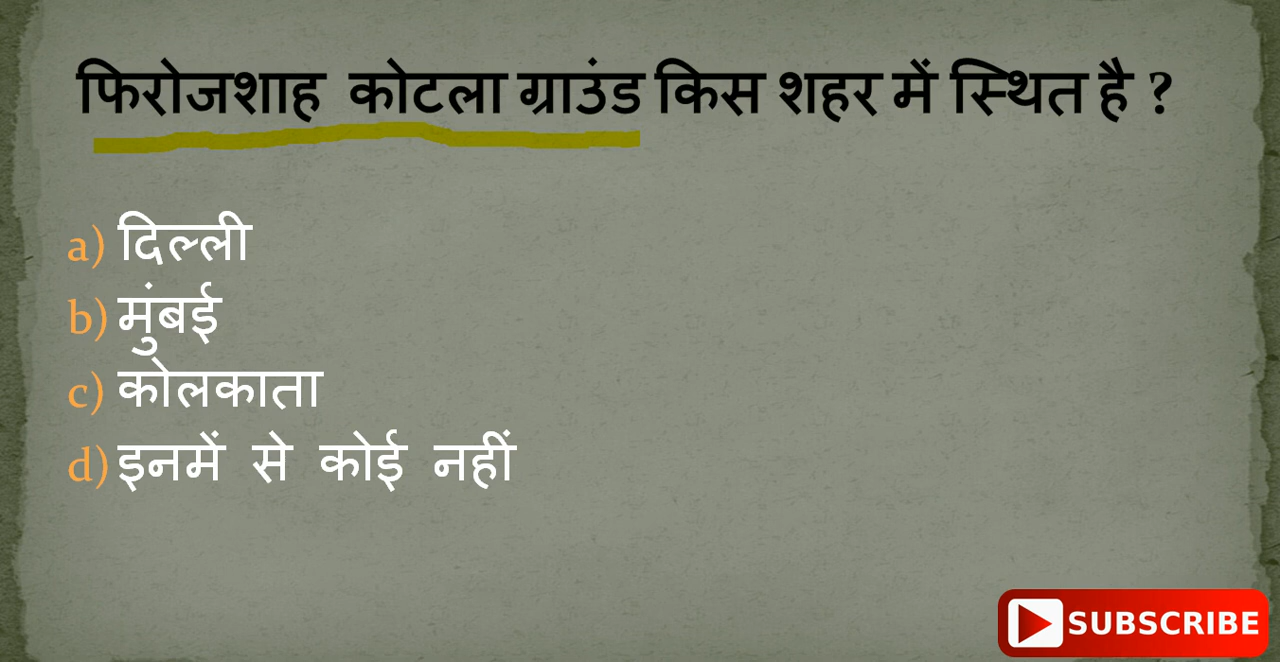 फिरोजशाह कोटला ग्राउंड किस शहर में स्थित है ?
a) दिल्ली
b) मुंबई
c) कोलकाता
d) इनमें से कोई नहीं
SUBSCRIBE